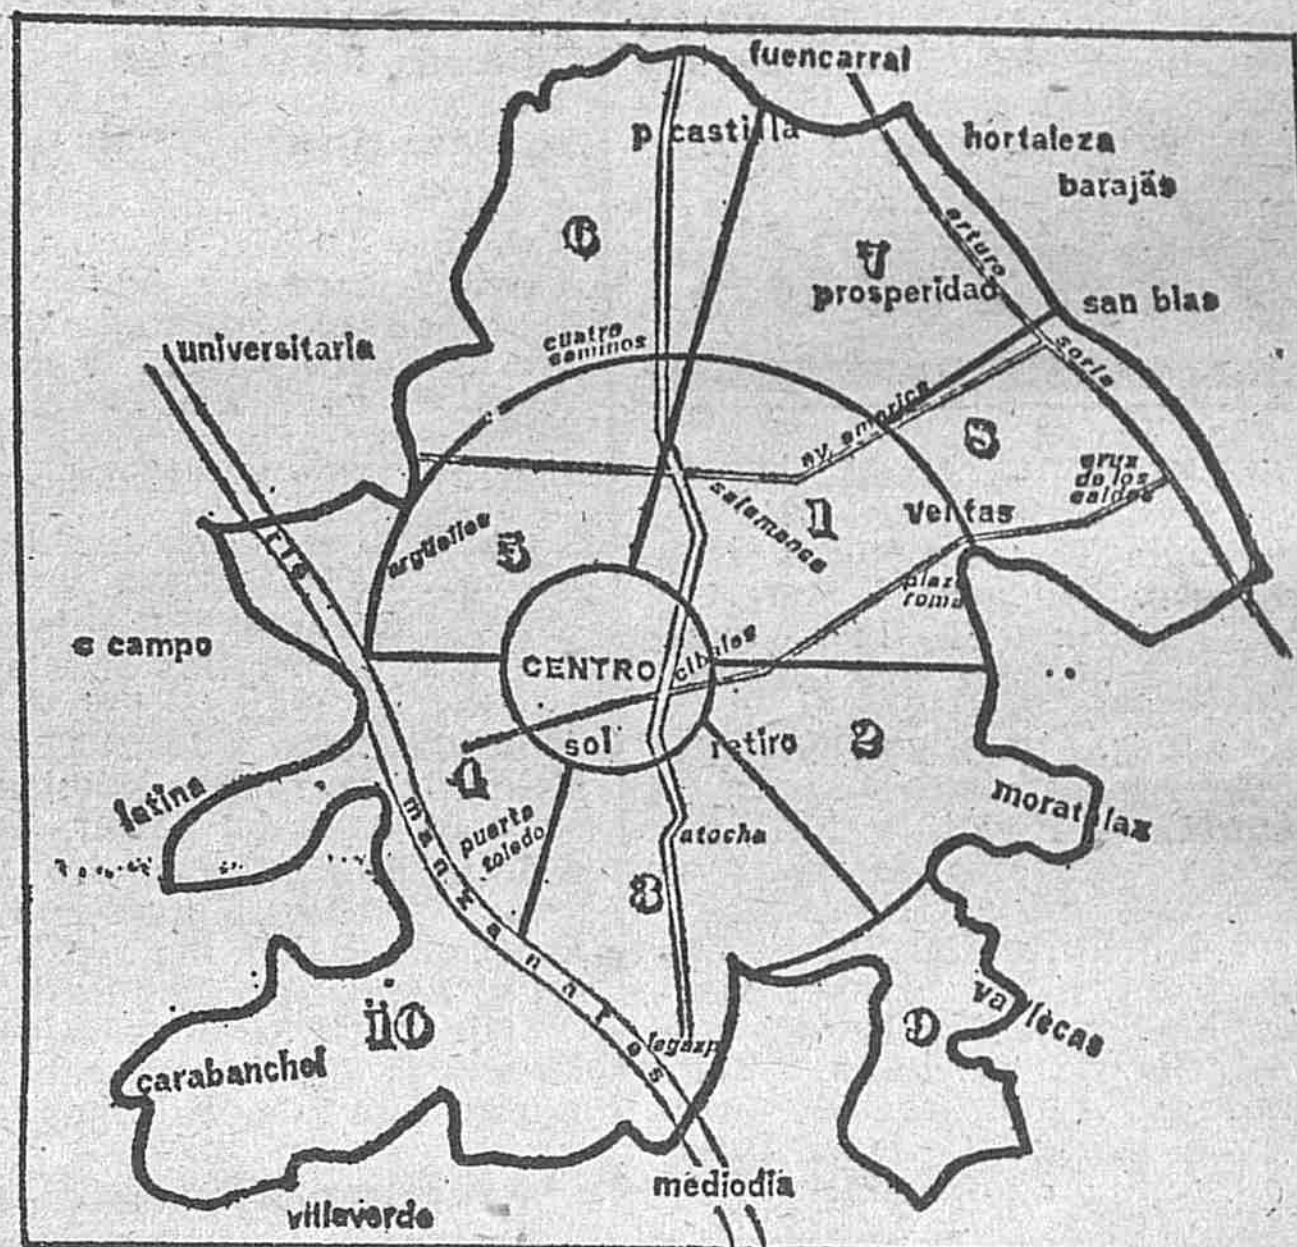 fuencarral
p castilla
hortaleza
barajas
6
7
arturo
prosperidad
san blas
cuatro
caminos
universitaria
soria
av. america
8
cruz
de los
caidos
salamanca
1
Ventas
argüelles
5
rio
plaza
roma
c campo
CENTRO
cibeles
sol
retiro
2
4
latina
manzanares
puerta
toledo
atocha
moratalaz
3
vallecas
10
9
legazpi
carabanchel
mediodia
villaverde